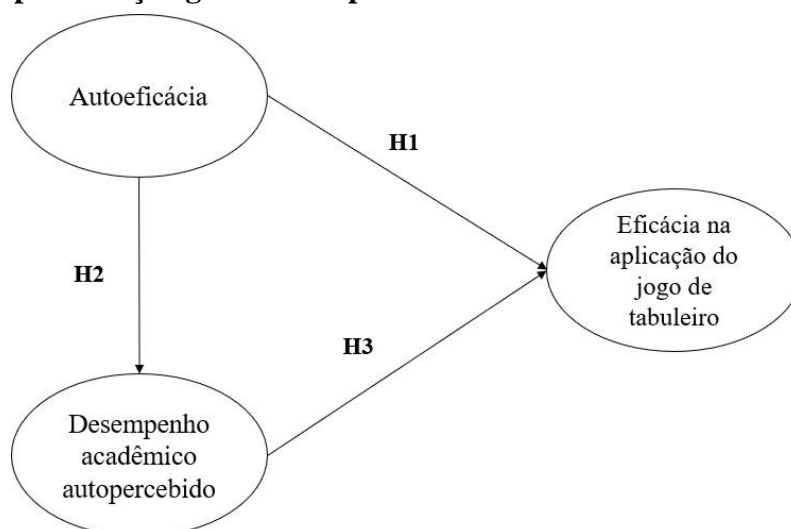 Autoeficácia
H1
Eficácia na
aplicação do
jogo de
tabuleiro
H2
H3
Desempenho
acadêmico
autopercebido